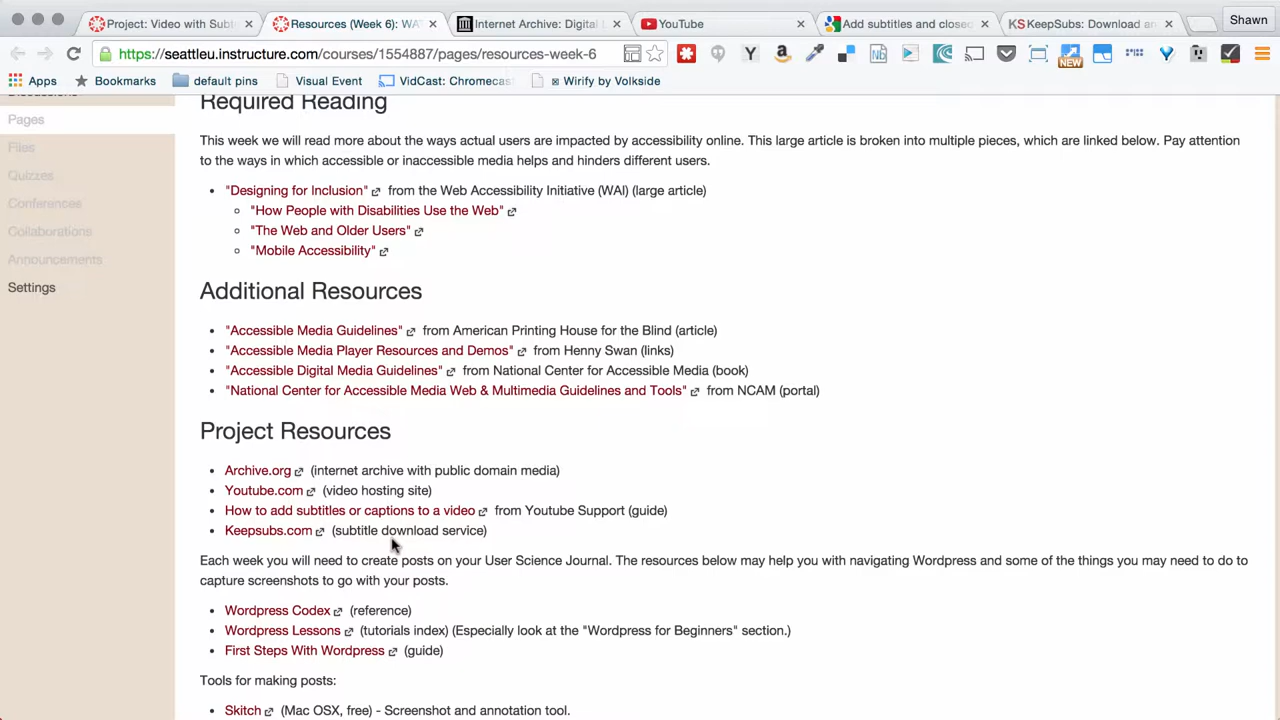 Project: Video with Subti
Resources (Week 6): WA
Internet Archive: Digital L
YouTube
Add subtitles and closed
KeepSubs: Download an
Shawn
https://seattleu.instructure.com/courses/1554887/pages/resources-week-6
NEW
Apps
Bookmarks
default pins
Visual Event
VidCast: Chromecas
Wirify by Volkside
Discussions
Pages
Files
Quizzes
Conferences
Collaborations
Announcements
Settings
Required Reading
This week we will read more about the ways actual users are impacted by accessibility online. This large article is broken into multiple pieces, which are linked below. Pay attention
to the ways in which accessible or inaccessible media helps and hinders different users.
"Designing for Inclusion" from the Web Accessibility Initiative (WAI) (large article)
"How People with Disabilities Use the Web"
"The Web and Older Users"
"Mobile Accessibility"
Additional Resources
"Accessible Media Guidelines" from American Printing House for the Blind (article)
"Accessible Media Player Resources and Demos" from Henny Swan (links)
"Accessible Digital Media Guidelines" from National Center for Accessible Media (book)
"National Center for Accessible Media Web & Multimedia Guidelines and Tools" from NCAM (portal)
Project Resources
Archive.org (internet archive with public domain media)
Youtube.com (video hosting site)
How to add subtitles or captions to a video from Youtube Support (guide)
Keepsubs.com (subtitle download service)
Each week you will need to create posts on your User Science Journal. The resources below may help you with navigating Wordpress and some of the things you may need to do to
capture screenshots to go with your posts.
Wordpress Codex (reference)
Wordpress Lessons (tutorials index) (Especially look at the "Wordpress for Beginners" section.)
First Steps With Wordpress (guide)
Tools for making posts:
Skitch (Mac OSX, free) - Screenshot and annotation tool.